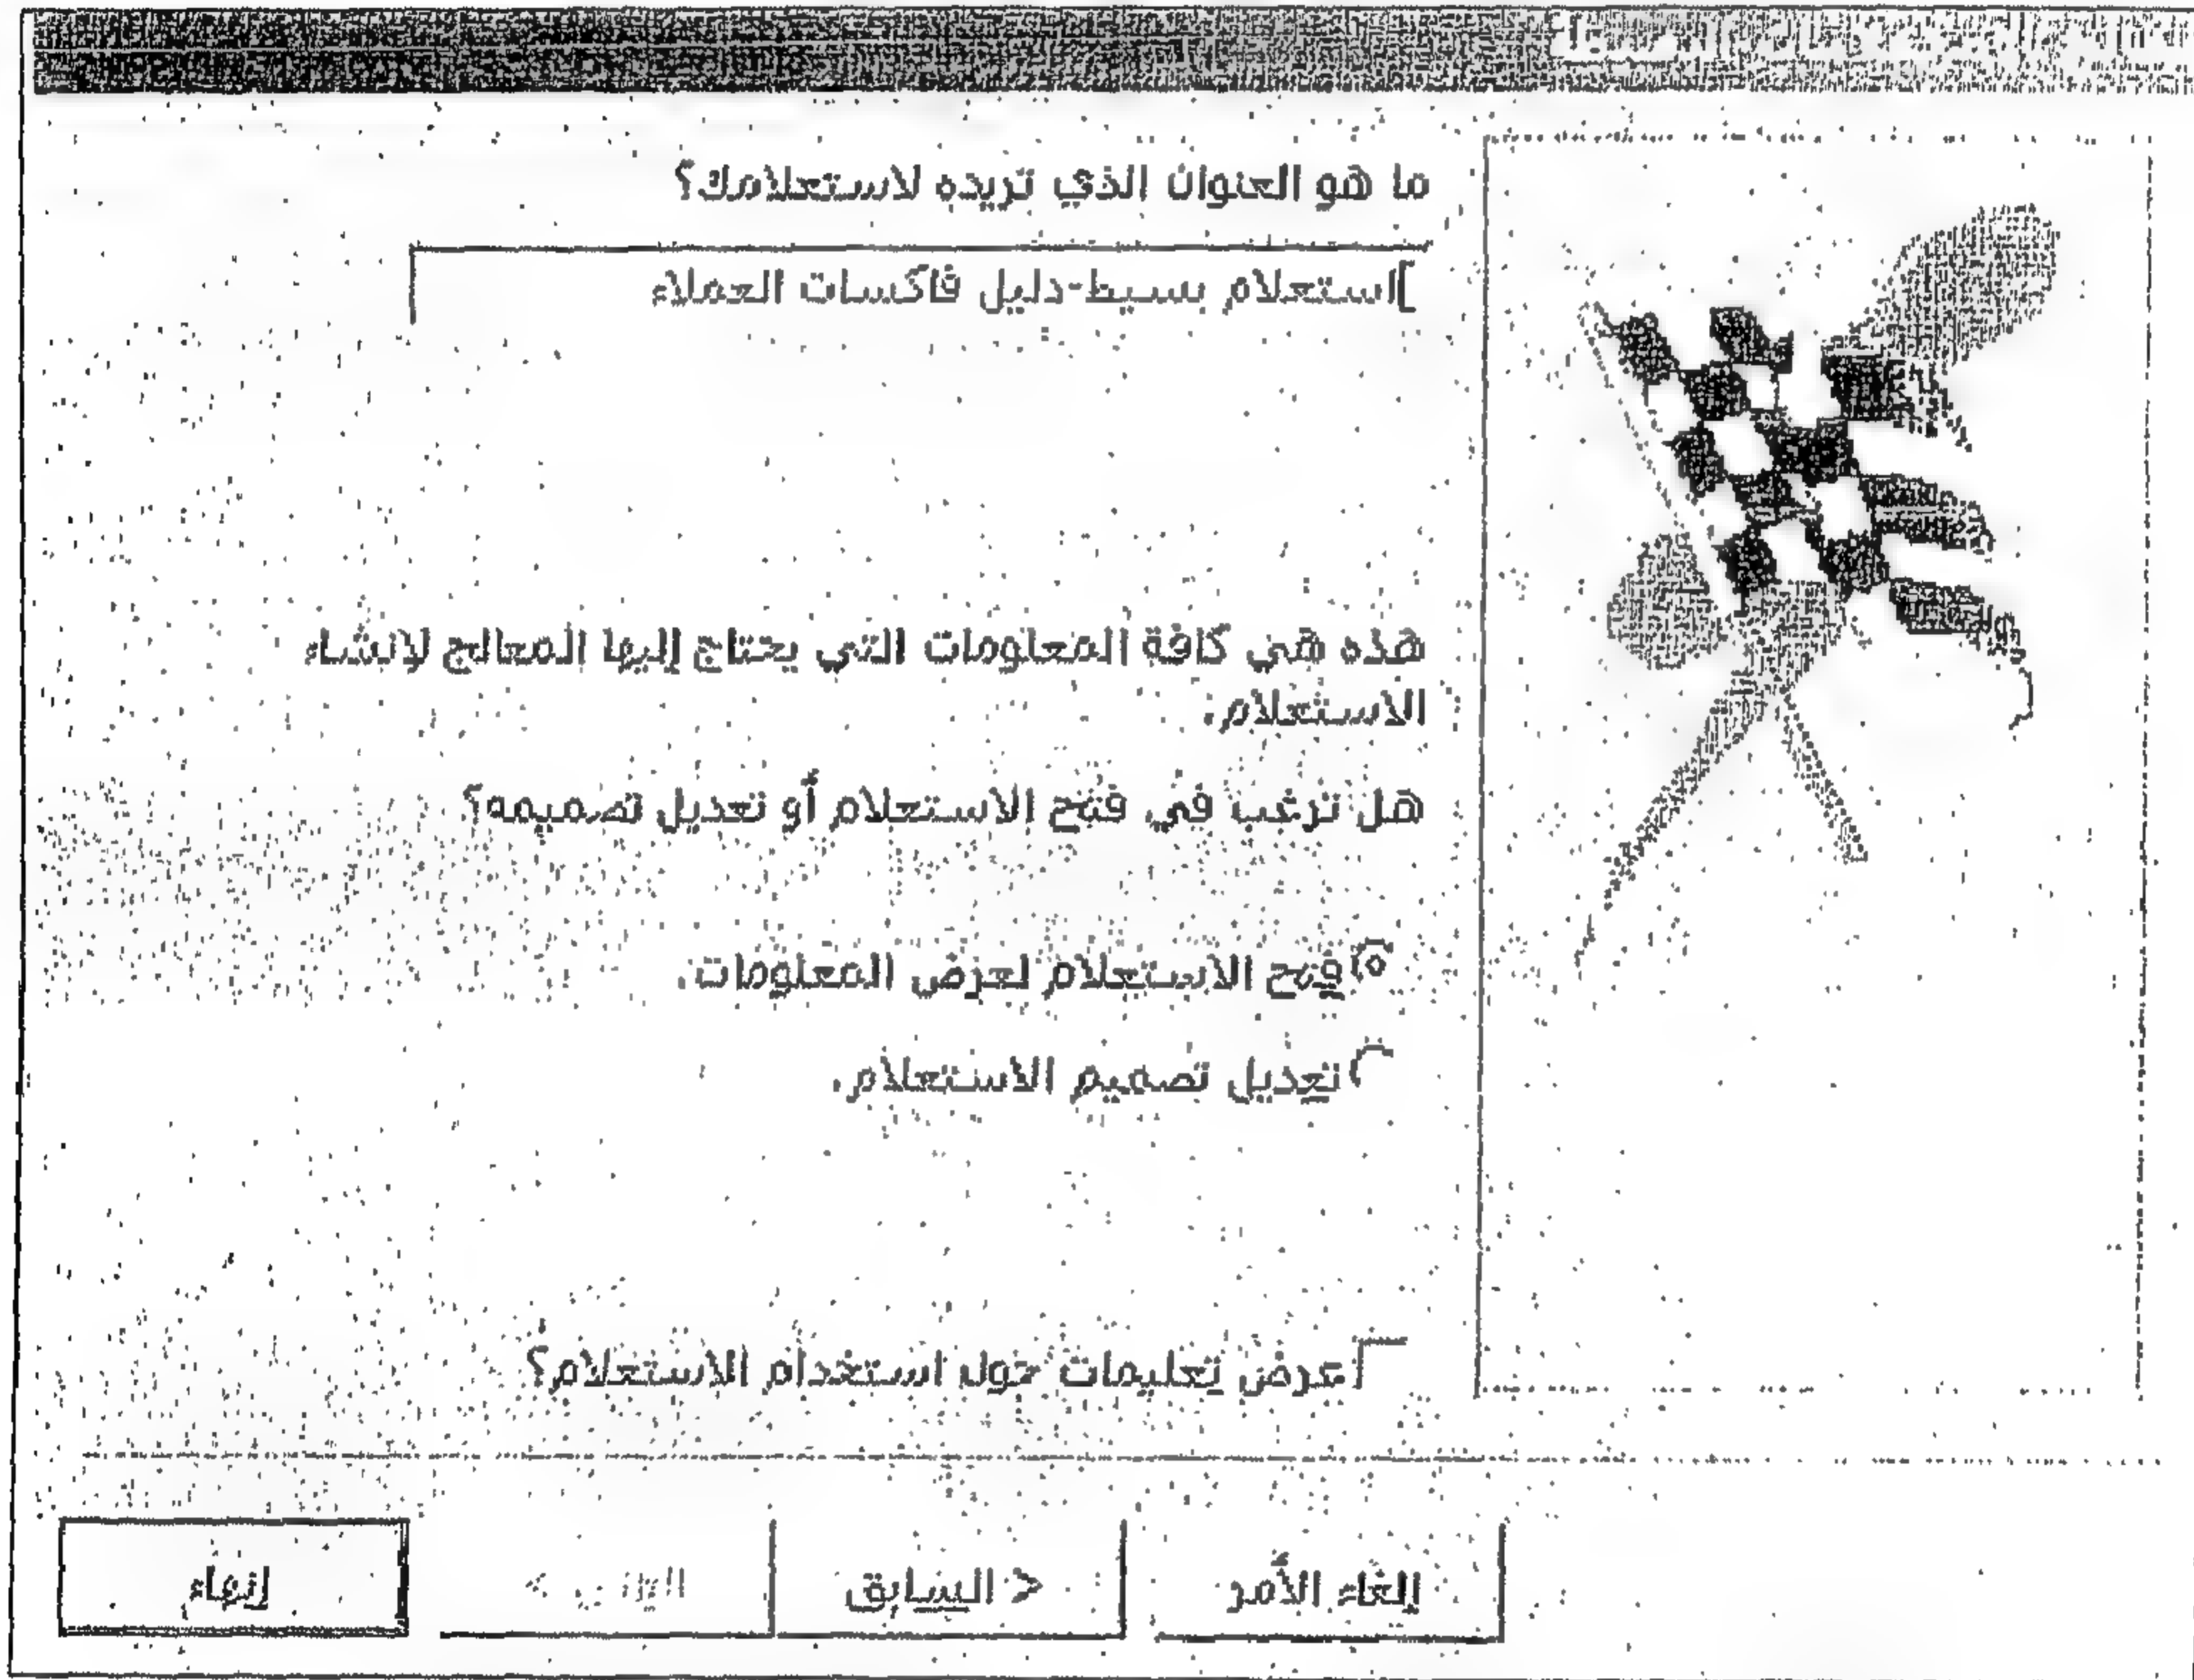 ما هو العنوان الذي تريده لاستعلامك؟
استعلام بسيط-دليل فاكسات العملاء
هذه هي كافة المعلومات التي يحتاج إليها المعالج لإنشاء
الاستعلام.
هل ترغب في فتح الاستعلام أو تعديل تصميمه؟
فتح الاستعلام لعرض المعلومات.
تعديل تصميم الاستعلام.
عرض تعليمات حول استخدام الاستعلام؟
إلغاء الأمر
< السابق
التالي >
إنهاء